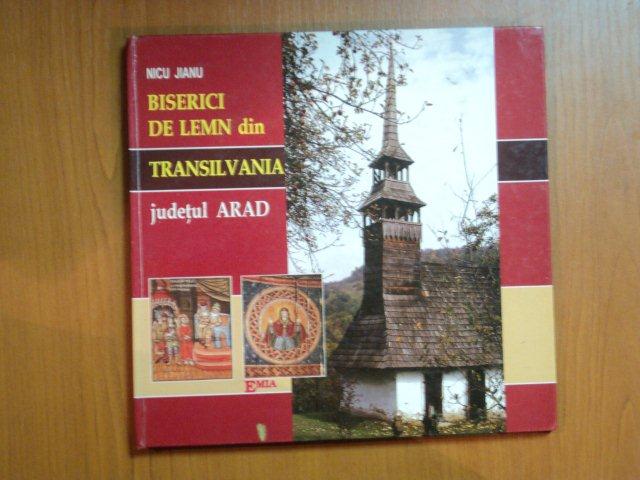 NICU JIANU
BISERICI
DE LEMN din
TRANSILVANIA
județul ARAD
EMIA